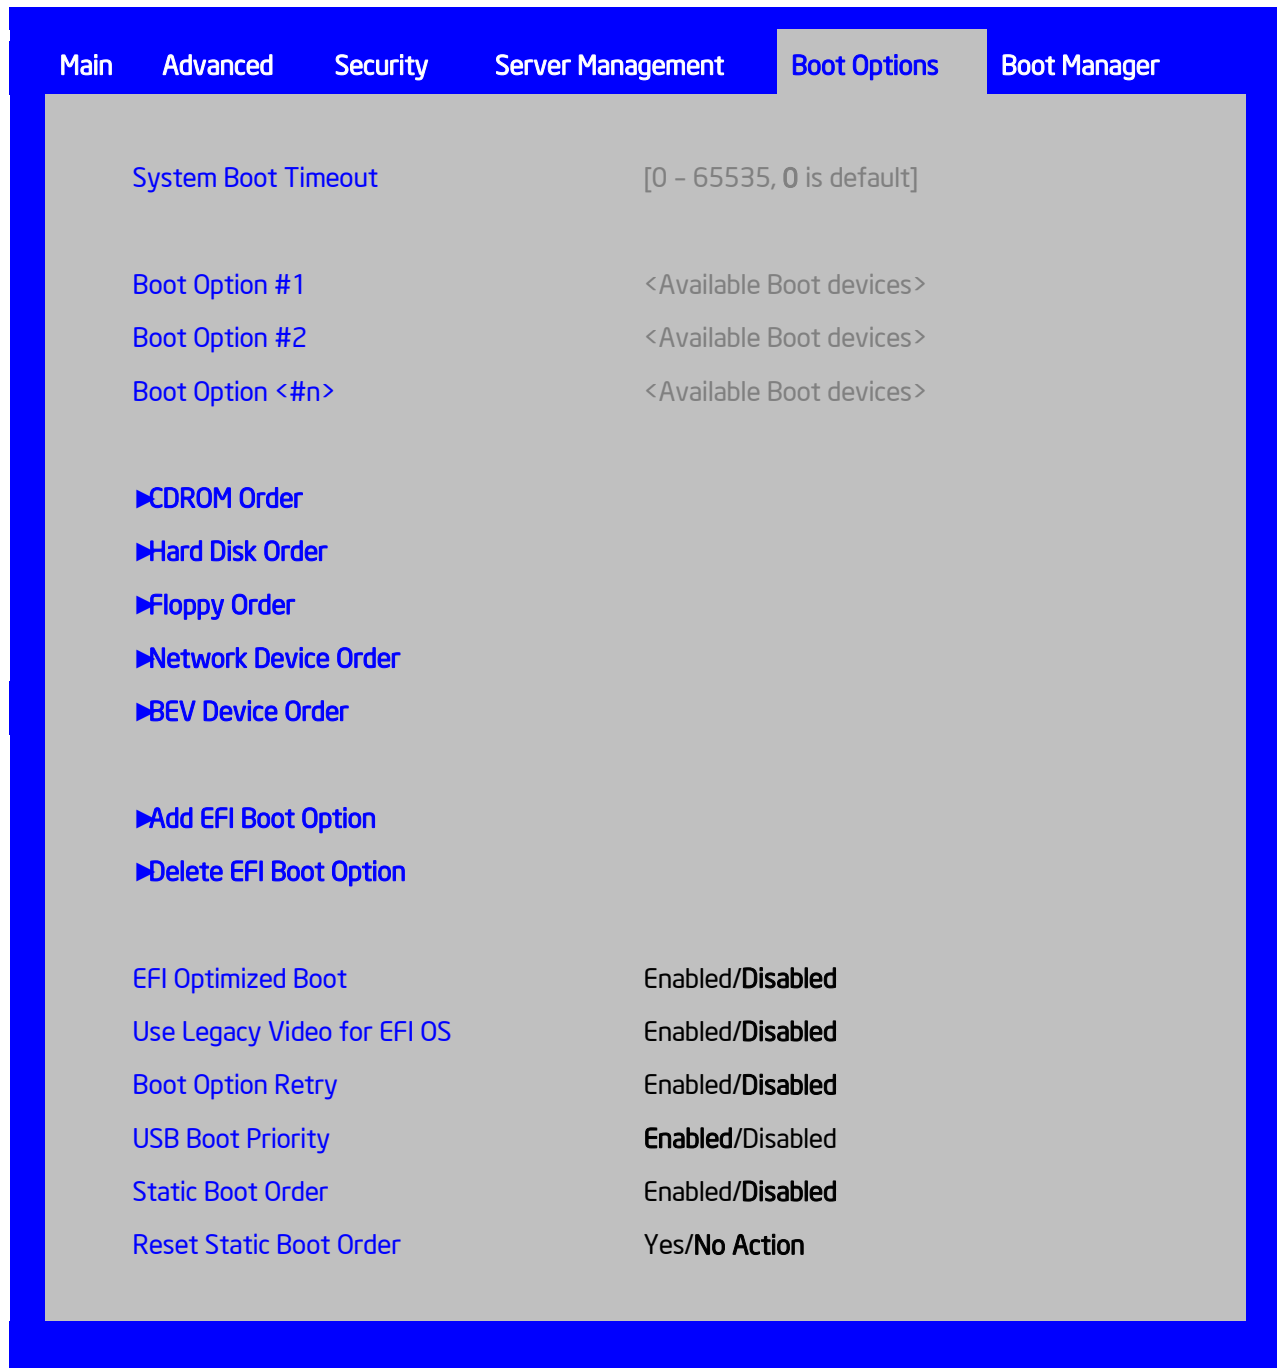 Main Advanced Security Server Management Boot Options Boot Manager
System Boot Timeout [0 – 65535, 0 is default]
Boot Option #1 <Available Boot devices>
Boot Option #2 <Available Boot devices>
Boot Option <#n> <Available Boot devices>
►CDROM Order
►Hard Disk Order
►Floppy Order
►Network Device Order
►BEV Device Order
►Add EFI Boot Option
►Delete EFI Boot Option
EFI Optimized Boot Enabled/Disabled
Use Legacy Video for EFI OS Enabled/Disabled
Boot Option Retry Enabled/Disabled
USB Boot Priority Enabled/Disabled
Static Boot Order Enabled/Disabled
Reset Static Boot Order Yes/No Action